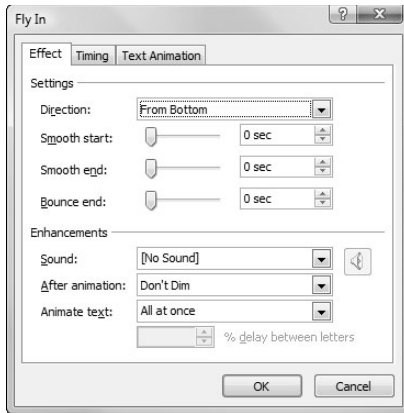 Fly In
Effect Timing Text Animation
Settings
Direction: From Bottom
Smooth start: 0 sec
Smooth end: 0 sec
Bounce end: 0 sec
Enhancements
Sound: [No Sound]
After animation: Don't Dim
Animate text: All at once
% delay between letters
OK Cancel